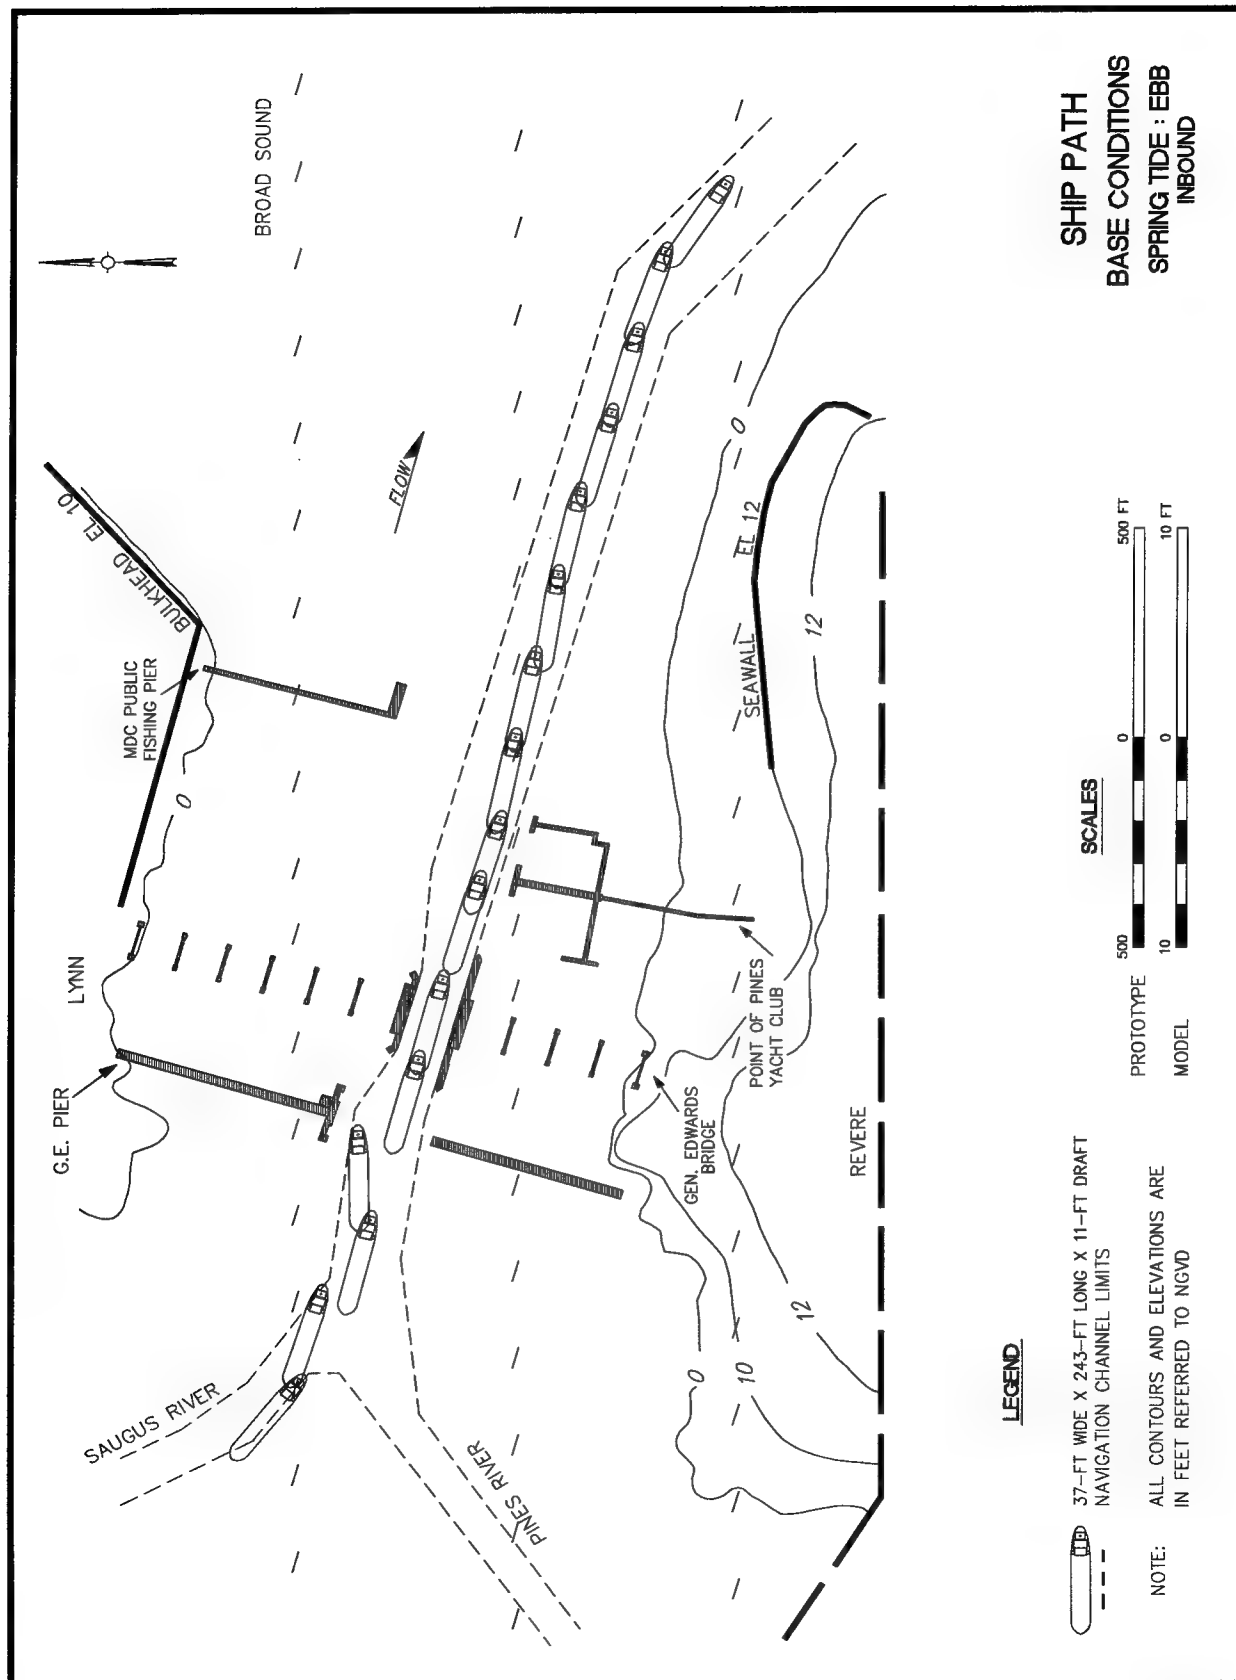 SHIP PATH
BASE CONDITIONS
SPRING TIDE : EBB
INBOUND
BROAD SOUND
FLOW
BULKHEAD EL 10
MDC PUBLIC
FISHING PIER
0
LYNN
G.E. PIER
SAUGUS RIVER
PINES RIVER
GEN. EDWARDS
BRIDGE
POINT OF PINES
YACHT CLUB
SEAWALL EL 12
0
12
0
10
12
REVERE
SCALES
PROTOTYPE 500 0 500 FT
MODEL 10 0 10 FT
LEGEND
37-FT WIDE X 243-FT LONG X 11-FT DRAFT
NAVIGATION CHANNEL LIMITS
NOTE: ALL CONTOURS AND ELEVATIONS ARE
IN FEET REFERRED TO NGVD